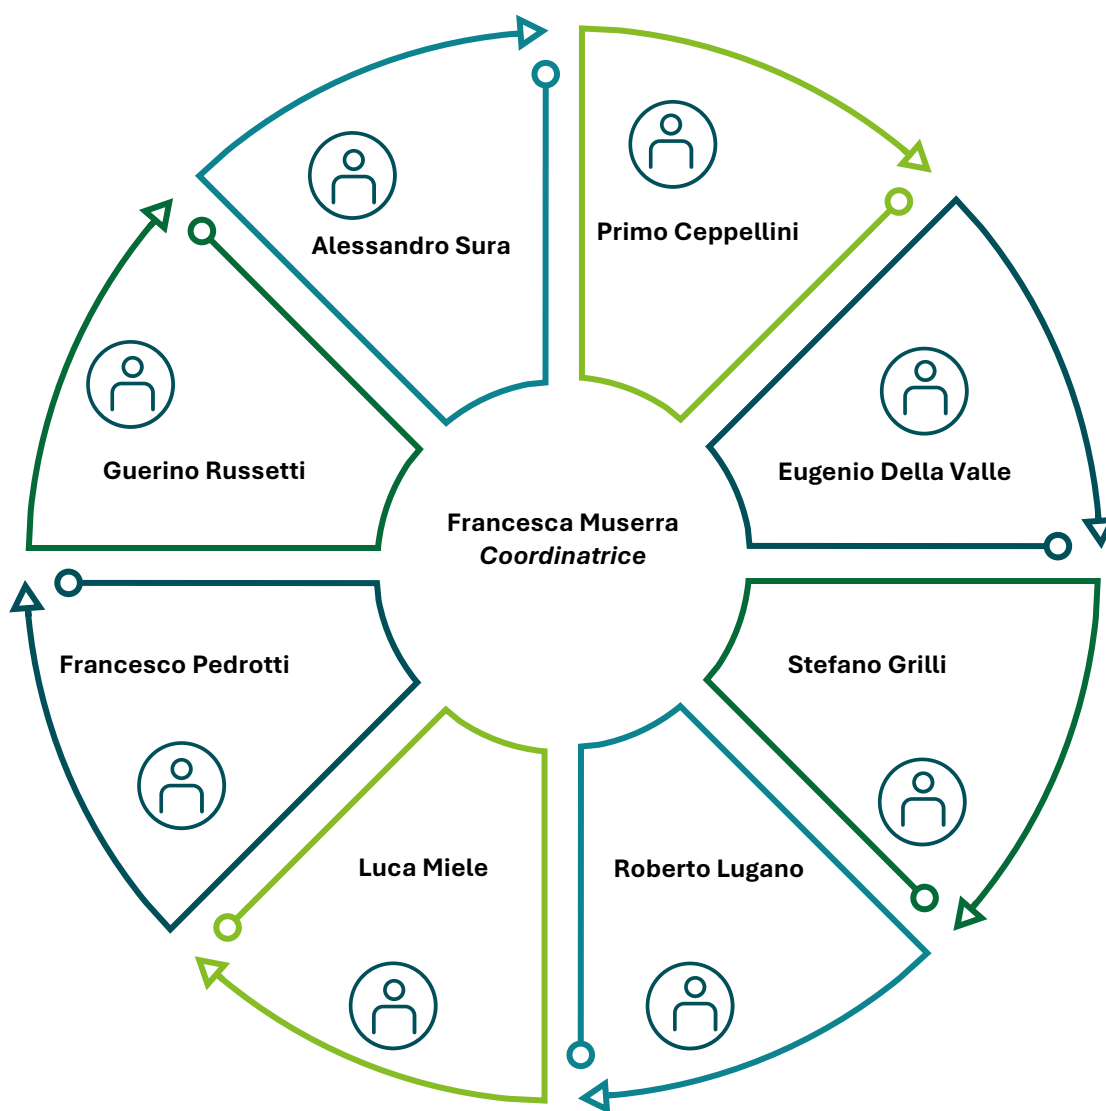 Alessandro Sura
Primo Ceppellini
Guerino Russetti
Eugenio Della Valle
Francesca Muserra
Coordinatrice
Francesco Pedrotti
Stefano Grilli
Luca Miele
Roberto Lugano